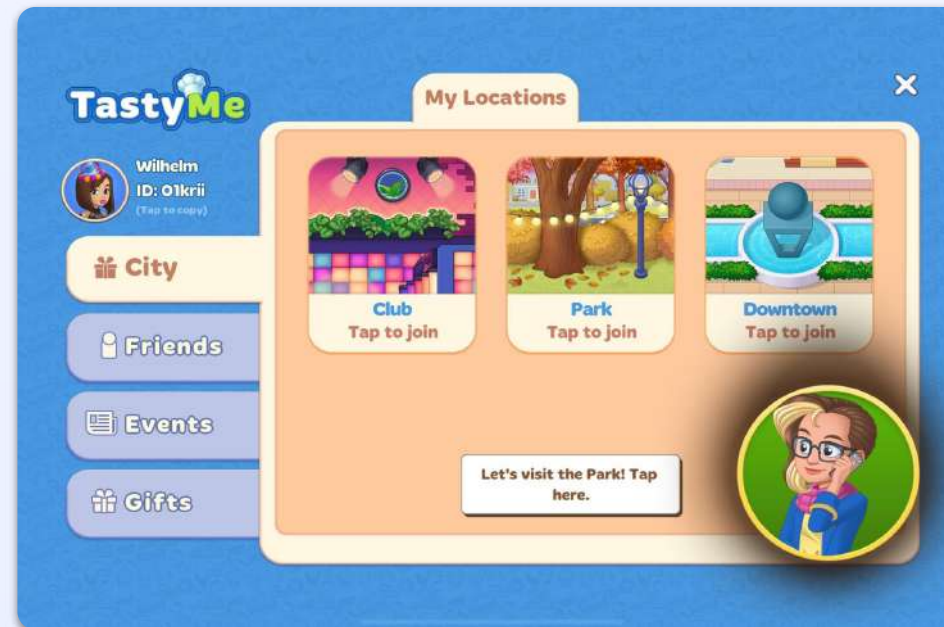 TastyMe
My Locations
Wilhelm
ID: O1krii
(Tap to copy)
City
Friends
Events
Gifts
Club
Tap to join
Park
Tap to join
Downtown
Tap to join
Let's visit the Park! Tap
here.